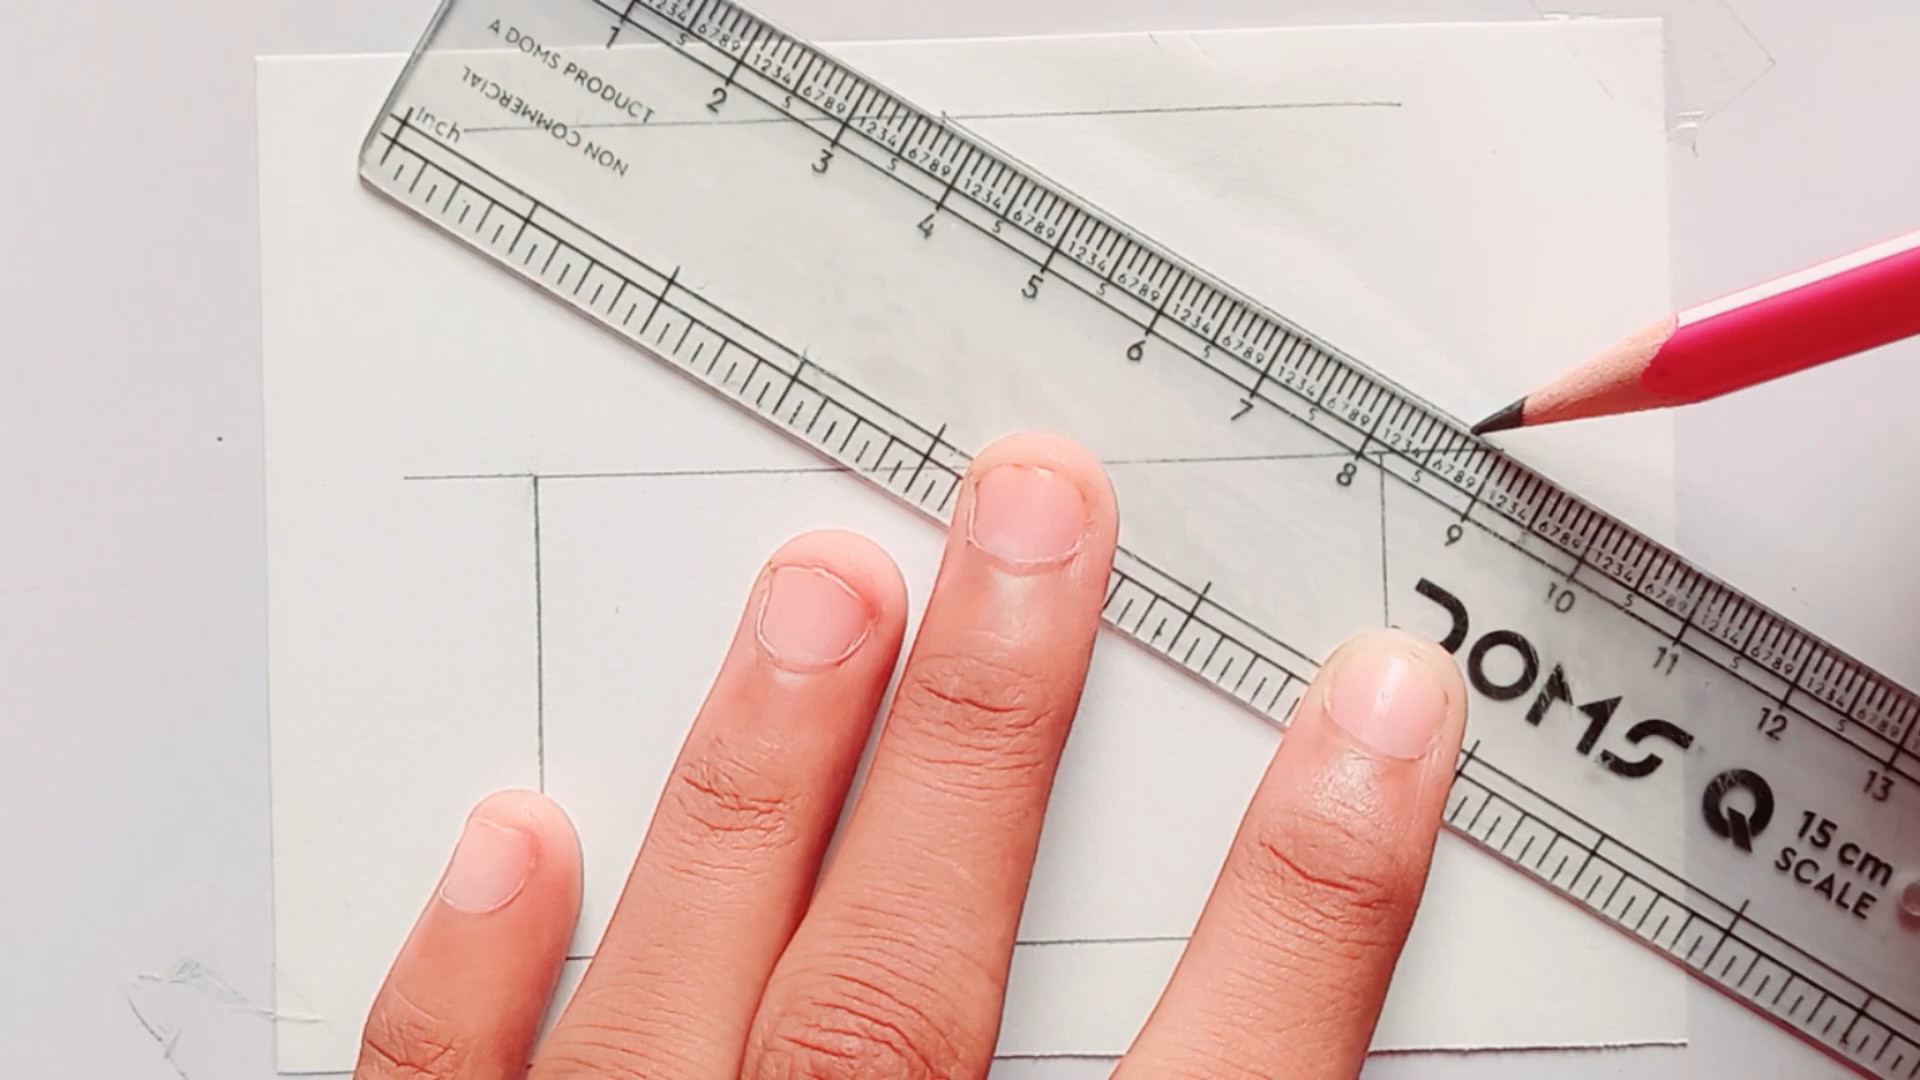 A DOMS PRODUCT
NON COMMERCIAL
Inch
1 2 3 4 5 6 7 8 9 10 11 12 13
DOMS Q
15 cm
SCALE